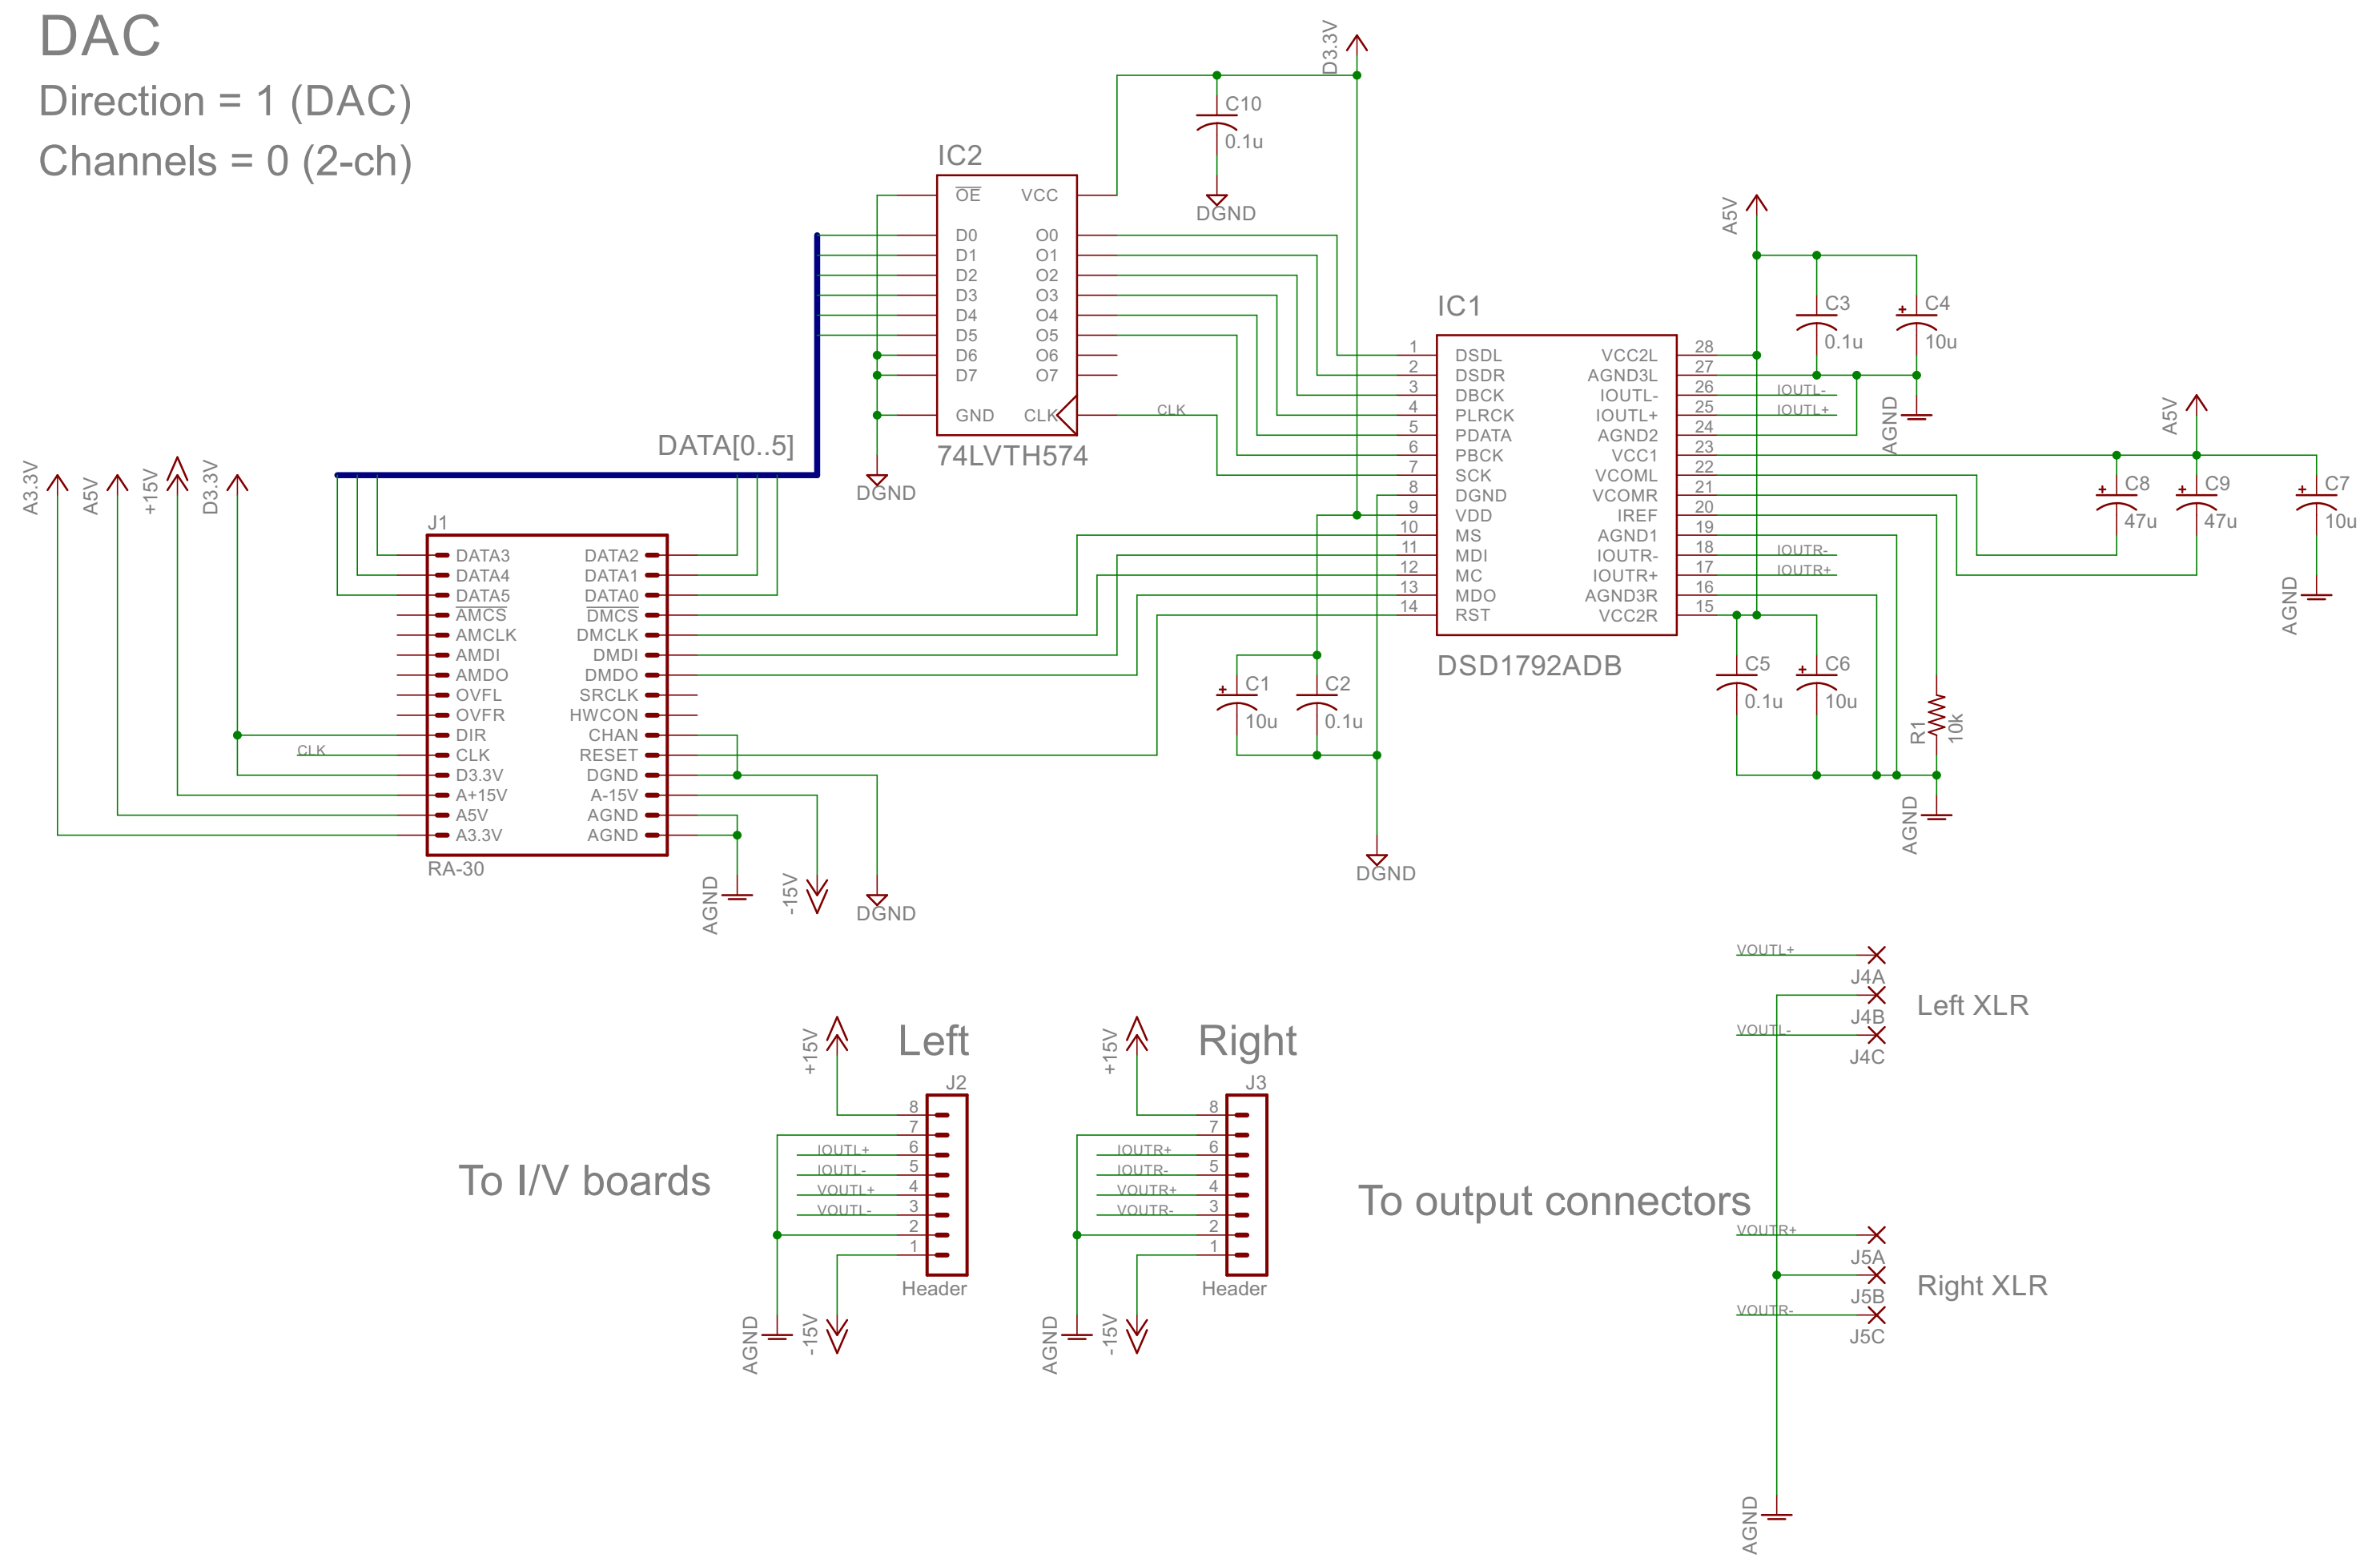 DAC
Direction = 1 (DAC)
Channels = 0 (2-ch)
D3.3V
C10
0.1u
DGND
IC2
OE VCC
D0 O0
D1 O1
D2 O2
D3 O3
D4 O4
D5 O5
D6 O6
D7 O7
GND CLK
CLK
74LVTH574
DGND
DATA[0..5]
A3.3V
A5V
+15V
D3.3V
J1
DATA3 DATA2
DATA4 DATA1
DATA5 DATA0
AMCS DMCS
AMCLK DMCLK
AMDI DMDI
AMDO DMDO
OVFL SRCLK
OVFR HWCON
DIR CHAN
CLK CLK RESET
D3.3V DGND
A+15V A-15V
A5V AGND
A3.3V AGND
RA-30
AGND
-15V
DGND
IC1
1 DSDL VCC2L 28
2 DSDR AGND3L 27
3 DBCK IOUTL- 26 IOUTL-
4 PLRCK IOUTL+ 25 IOUTL+
5 PDATA AGND2 24
6 PBCK VCC1 23
7 SCK VCOML 22
8 DGND VCOMR 21
9 VDD IREF 20
10 MS AGND1 19
11 MDI IOUTR- 18 IOUTR-
12 MC IOUTR+ 17 IOUTR+
13 MDO AGND3R 16
14 RST VCC2R 15
DSD1792ADB
A5V
C3
0.1u
C4
10u
AGND
A5V
C8
47u
C9
47u
C7
10u
AGND
C1
10u
C2
0.1u
DGND
C5
0.1u
C6
10u
R1
10k
AGND
To I/V boards
+15V
Left
J2
8
7
IOUTL+ 6
IOUTL- 5
VOUTL+ 4
VOUTL- 3
2
1
Header
AGND
-15V
+15V
Right
J3
8
7
IOUTR+ 6
IOUTR- 5
VOUTR+ 4
VOUTR- 3
2
1
Header
AGND
-15V
To output connectors
VOUTL+
J4A
J4B
Left XLR
VOUTL-
J4C
VOUTR+
J5A
J5B
Right XLR
VOUTR-
J5C
AGND